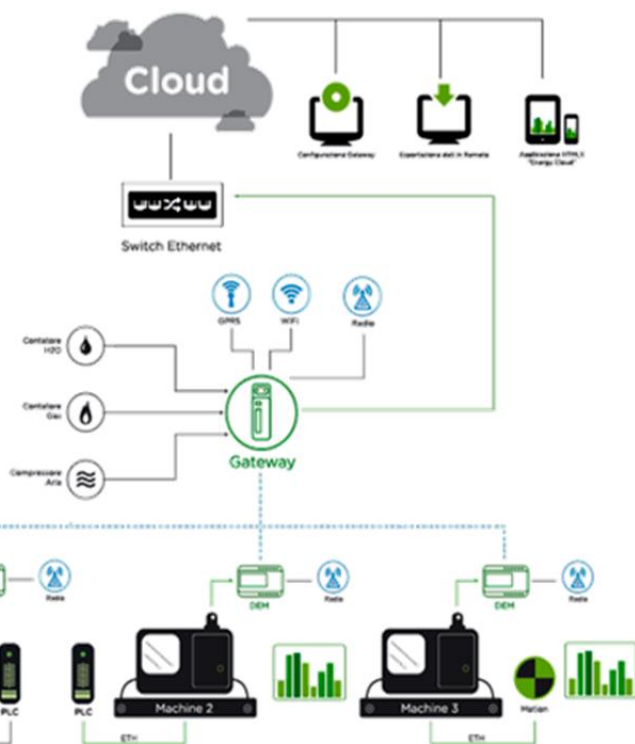 Cloud
Configurazione Gateway
Esportazione dati in Remoto
Applicazione HTML5
"Energy Cloud"
Switch Ethernet
GPRS
WiFi
Radio
Contatore
H2O
Contatore
Gas
Compressore
Aria
Gateway
Radio
DEM
Radio
DEM
Radio
PLC
PLC
Machine 2
Machine 3
Motion
ETH
ETH